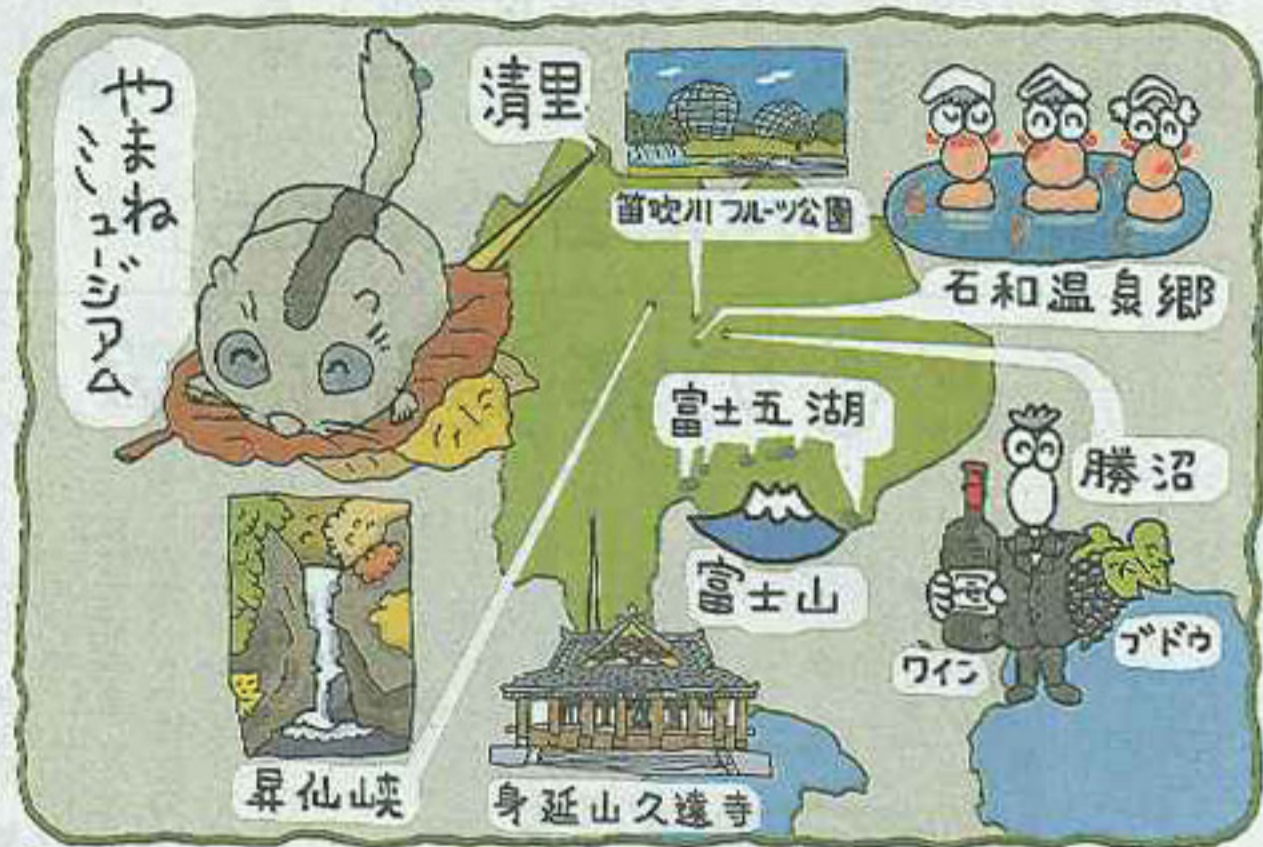 やまね
ミュージアム
清里
笛吹川フルーツ公園
石和温泉郷
富士五湖
勝沼
富士山
ワイン
ブドウ
昇仙峡
身延山久遠寺